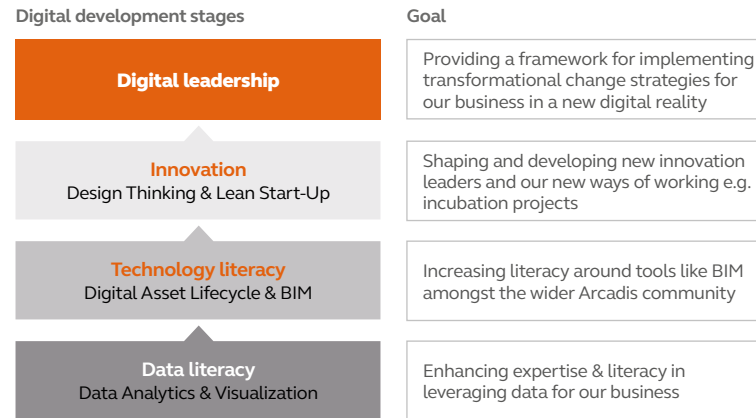 Digital development stages
Goal
Digital leadership
Providing a framework for implementing
transformational change strategies for
our business in a new digital reality
Innovation
Design Thinking & Lean Start-Up
Shaping and developing new innovation
leaders and our new ways of working e.g.
incubation projects
Technology literacy
Digital Asset Lifecycle & BIM
Increasing literacy around tools like BIM
amongst the wider Arcadis community
Data literacy
Data Analytics & Visualization
Enhancing expertise & literacy in
leveraging data for our business